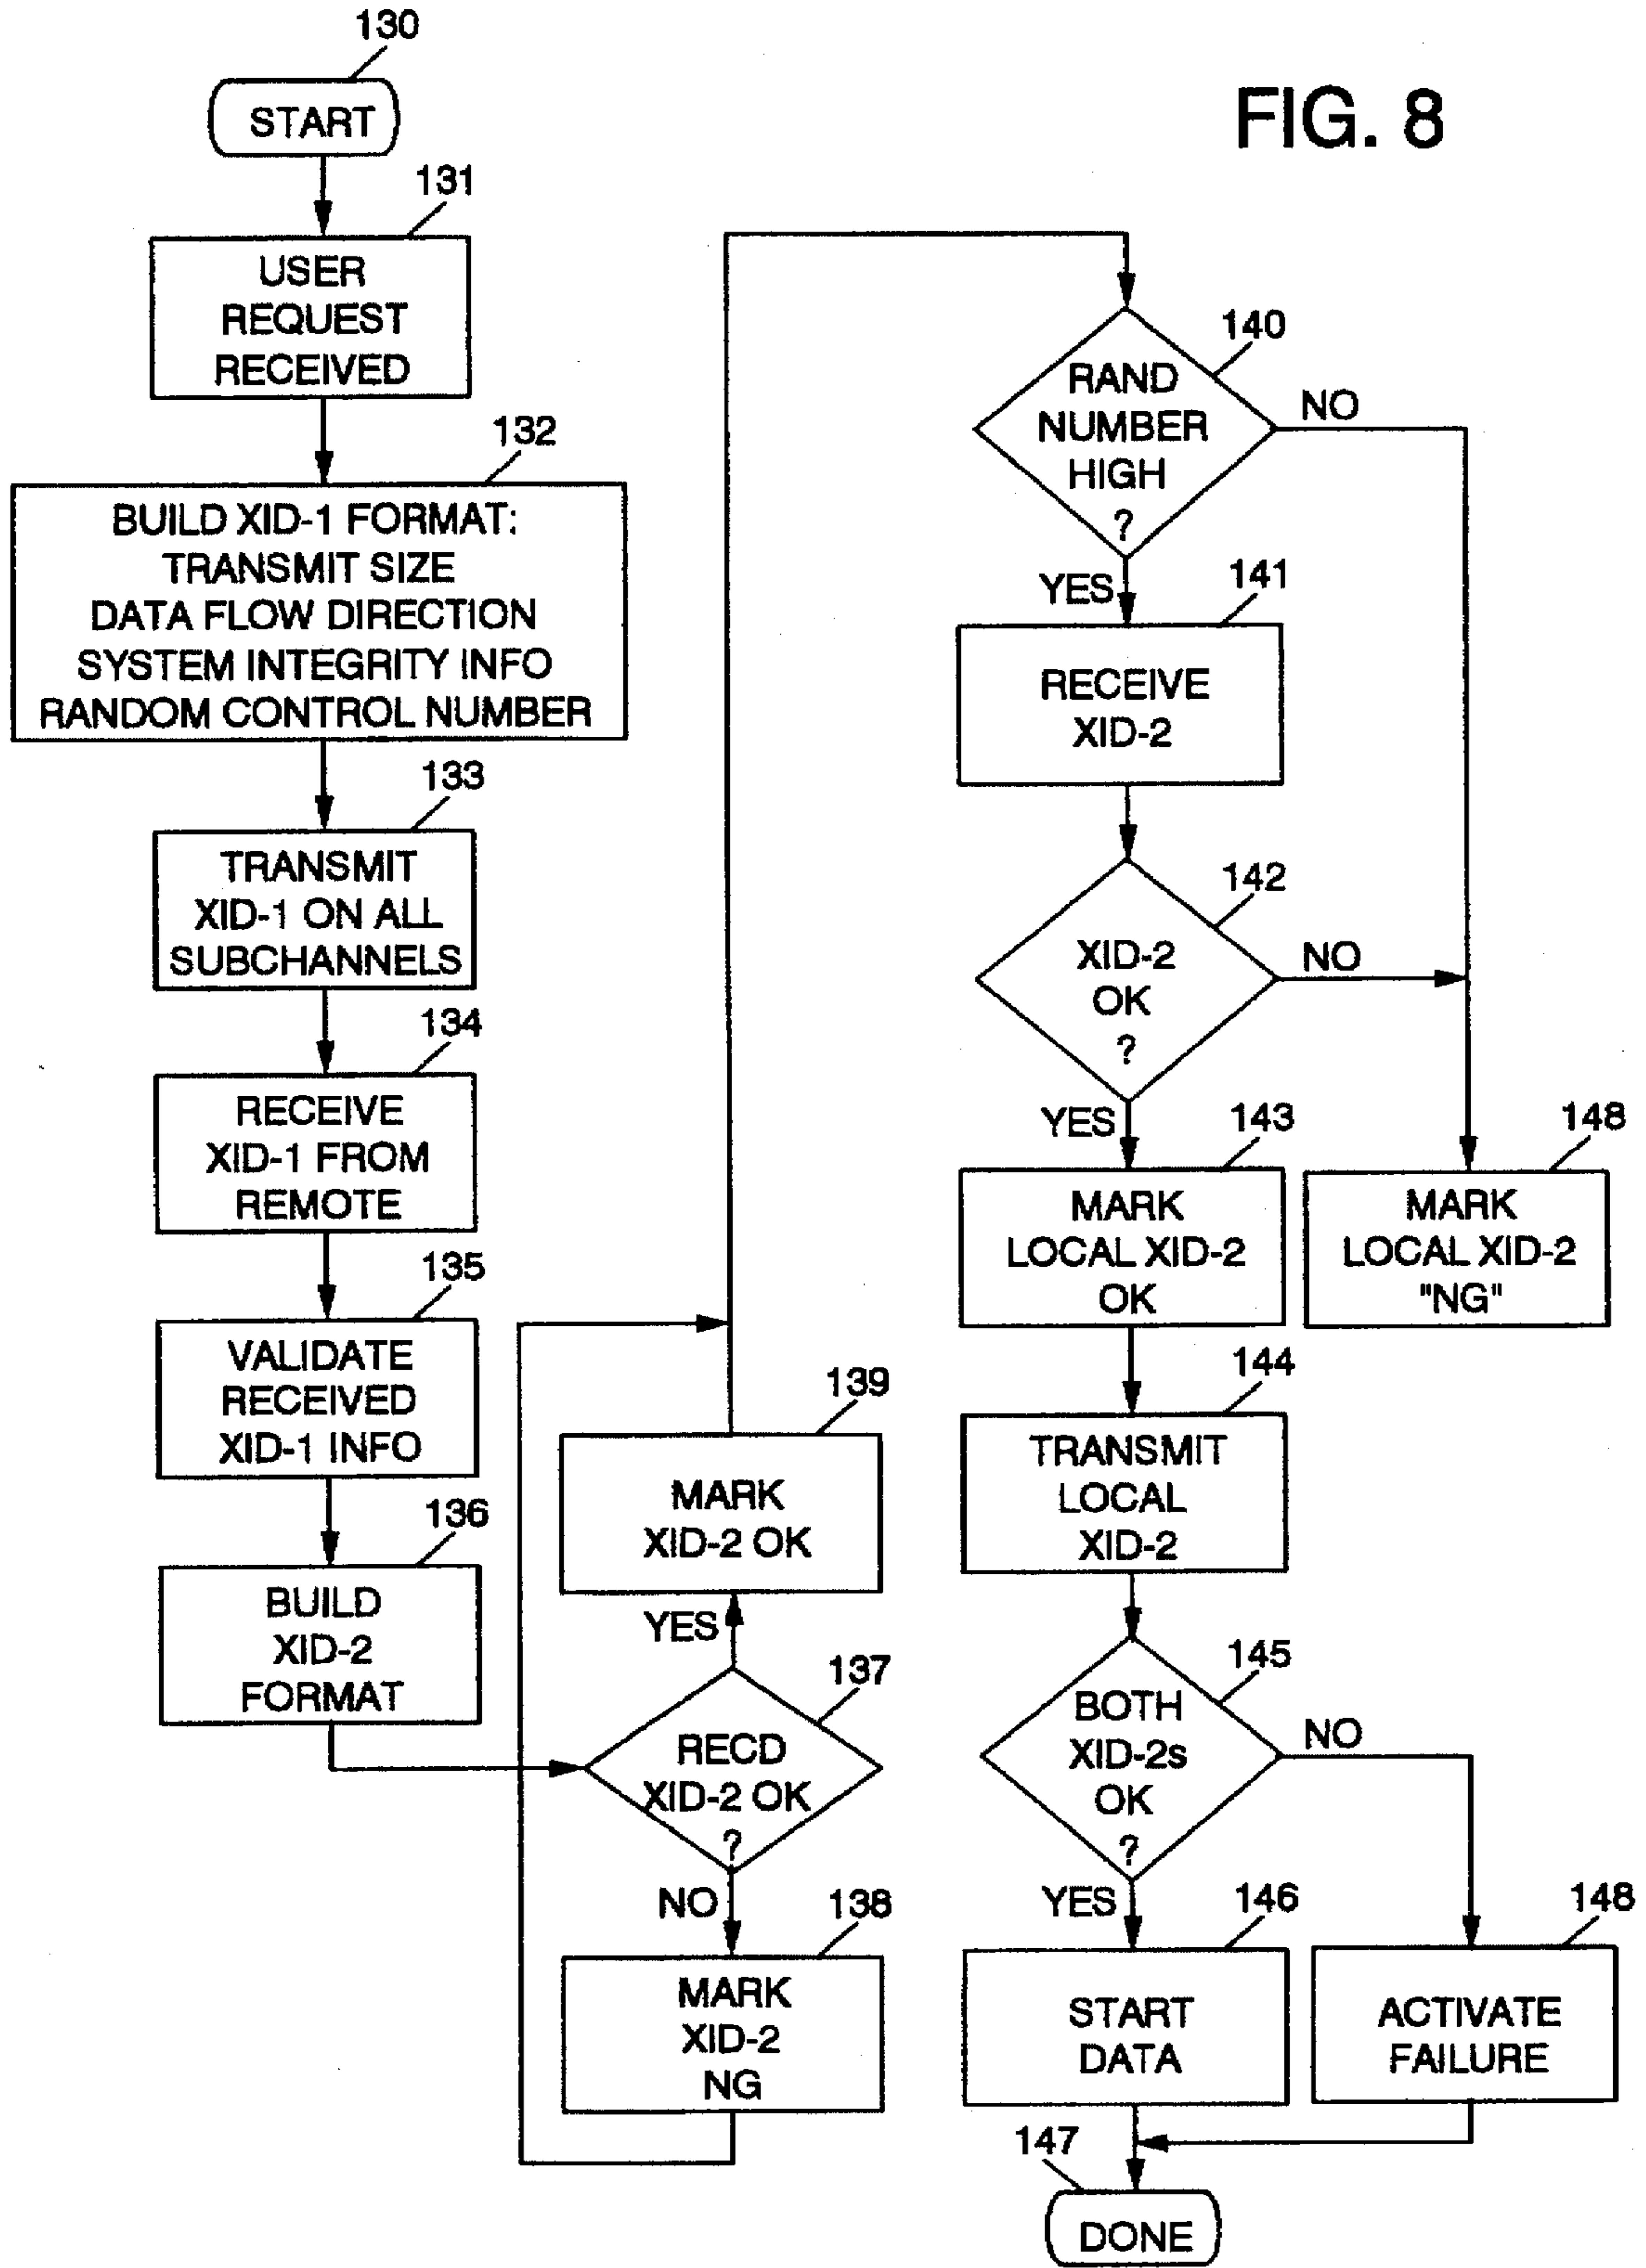 FIG. 8
130
START
131
USER
REQUEST
RECEIVED
132
BUILD XID-1 FORMAT:
TRANSMIT SIZE
DATA FLOW DIRECTION
SYSTEM INTEGRITY INFO
RANDOM CONTROL NUMBER
133
TRANSMIT
XID-1 ON ALL
SUBCHANNELS
134
RECEIVE
XID-1 FROM
REMOTE
135
VALIDATE
RECEIVED
XID-1 INFO
136
BUILD
XID-2
FORMAT
137
RECD
XID-2 OK
?
YES
NO
139
MARK
XID-2 OK
138
MARK
XID-2
NG
140
RAND
NUMBER
HIGH
?
NO
YES
141
RECEIVE
XID-2
142
XID-2
OK
?
NO
YES
143
MARK
LOCAL XID-2
OK
148
MARK
LOCAL XID-2
"NG"
144
TRANSMIT
LOCAL
XID-2
145
BOTH
XID-2s
OK
?
NO
YES
146
START
DATA
148
ACTIVATE
FAILURE
147
DONE